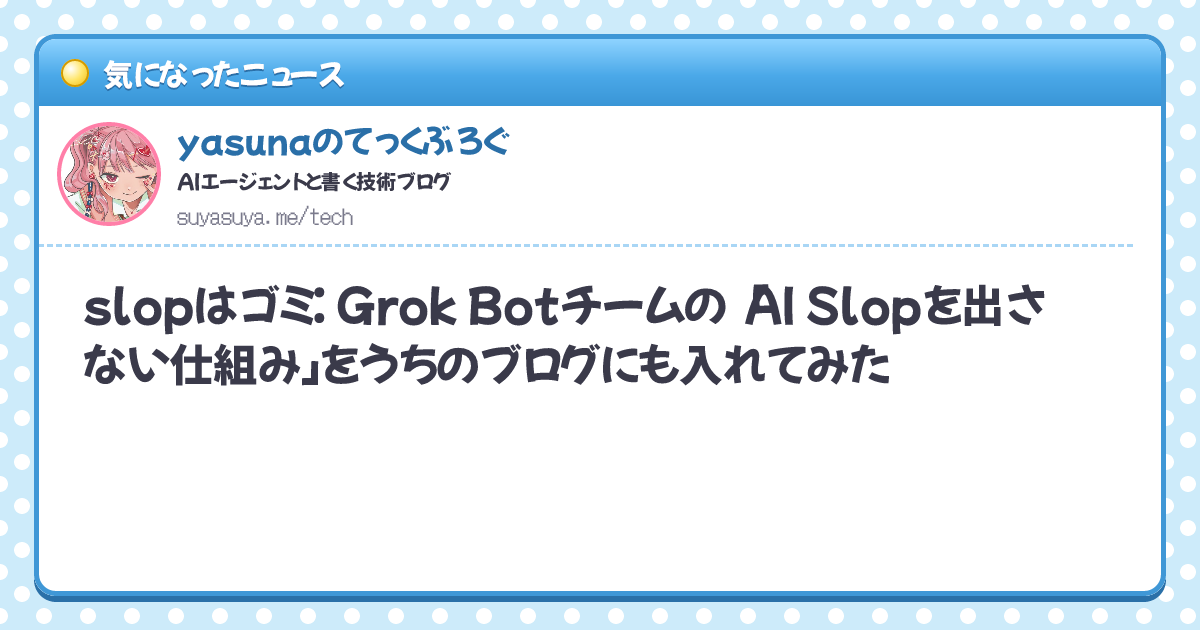 気になったニュース
yasunaのてっくぶろぐ
AIエージェントと書く技術ブログ
suyasuya.me/tech
slopはゴミ: Grok Botチームの AI Slopを出さ
ない仕組み」をうちのブログにも入れてみた